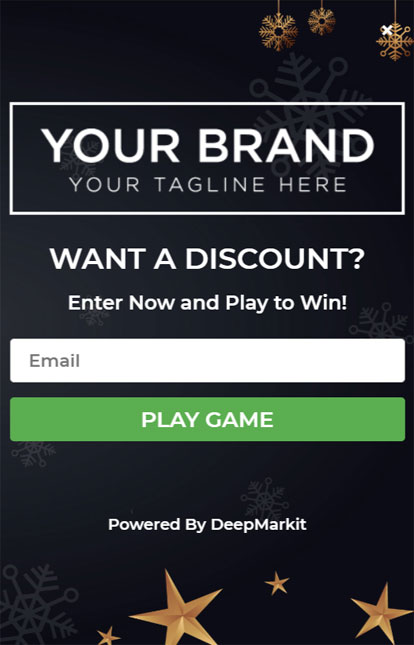 YOUR BRAND
YOUR TAGLINE HERE
WANT A DISCOUNT?
Enter Now and Play to Win!
Email
PLAY GAME
Powered By DeepMarkit